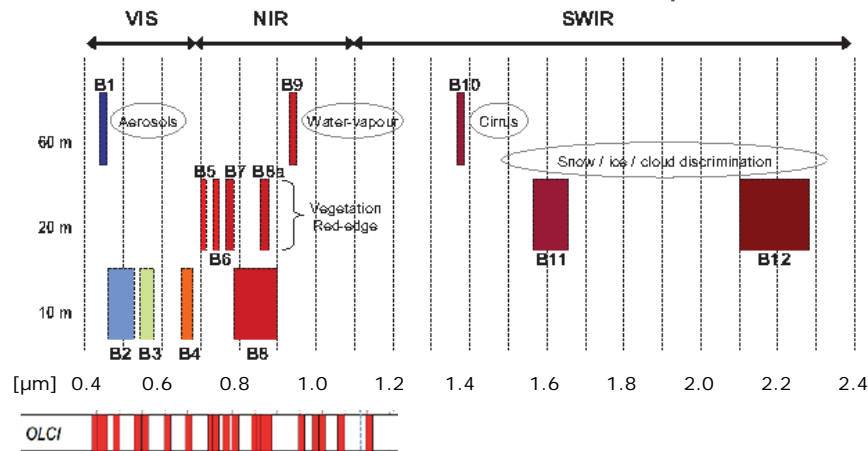 VIS NIR SWIR
B1 B9 B10
Aerosols Water-vapour Cirrus
60 m
Snow / ice / cloud discrimination
B5 B7 B8a
Vegetation
Red-edge
20 m
B6 B11 B12
10 m
B2 B3 B4 B8
[µm] 0.4 0.6 0.8 1.0 1.2 1.4 1.6 1.8 2.0 2.2 2.4
OLCI